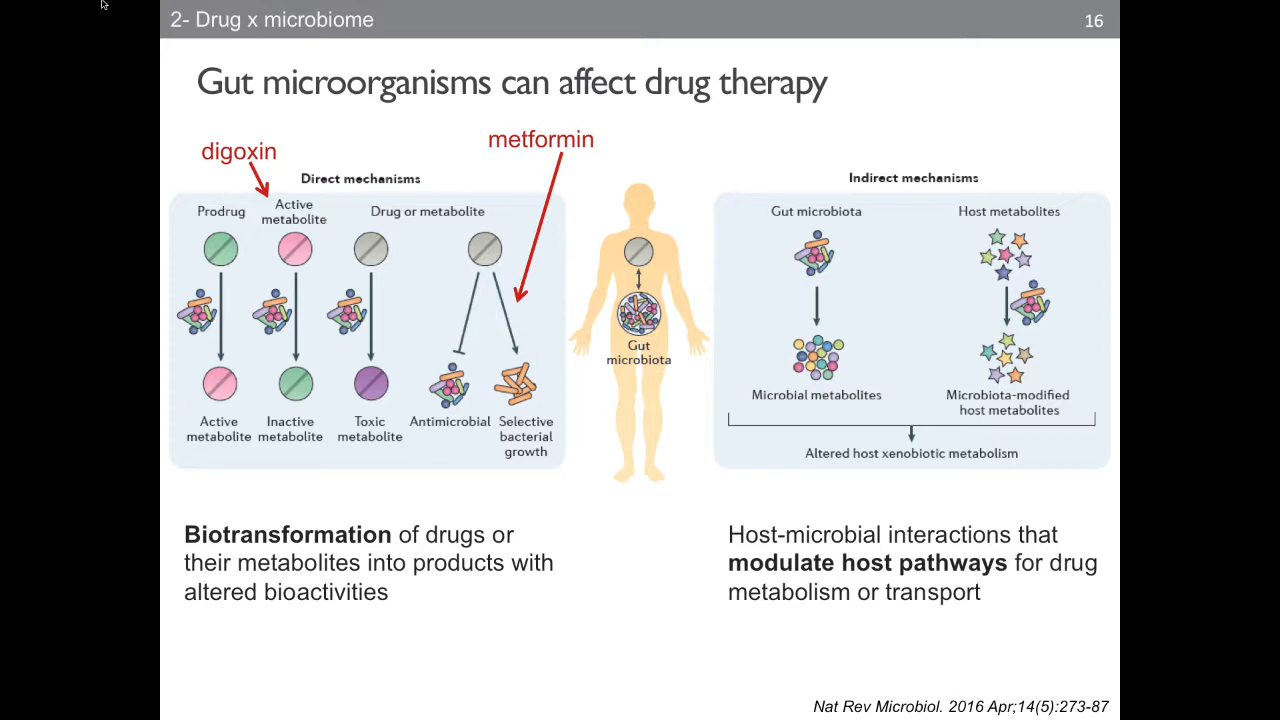 2- Drug x microbiome
16
Gut microorganisms can affect drug therapy
digoxin
metformin
Direct mechanisms
Prodrug
Active
metabolite
Drug or metabolite
Active
metabolite
Inactive
metabolite
Toxic
metabolite
Antimicrobial
Selective
bacterial
growth
Gut
microbiota
Indirect mechanisms
Gut microbiota
Host metabolites
Microbial metabolites
Microbiota-modified
host metabolites
Altered host xenobiotic metabolism
Biotransformation of drugs or
their metabolites into products with
altered bioactivities
Host-microbial interactions that
modulate host pathways for drug
metabolism or transport
Nat Rev Microbiol. 2016 Apr;14(5):273-87